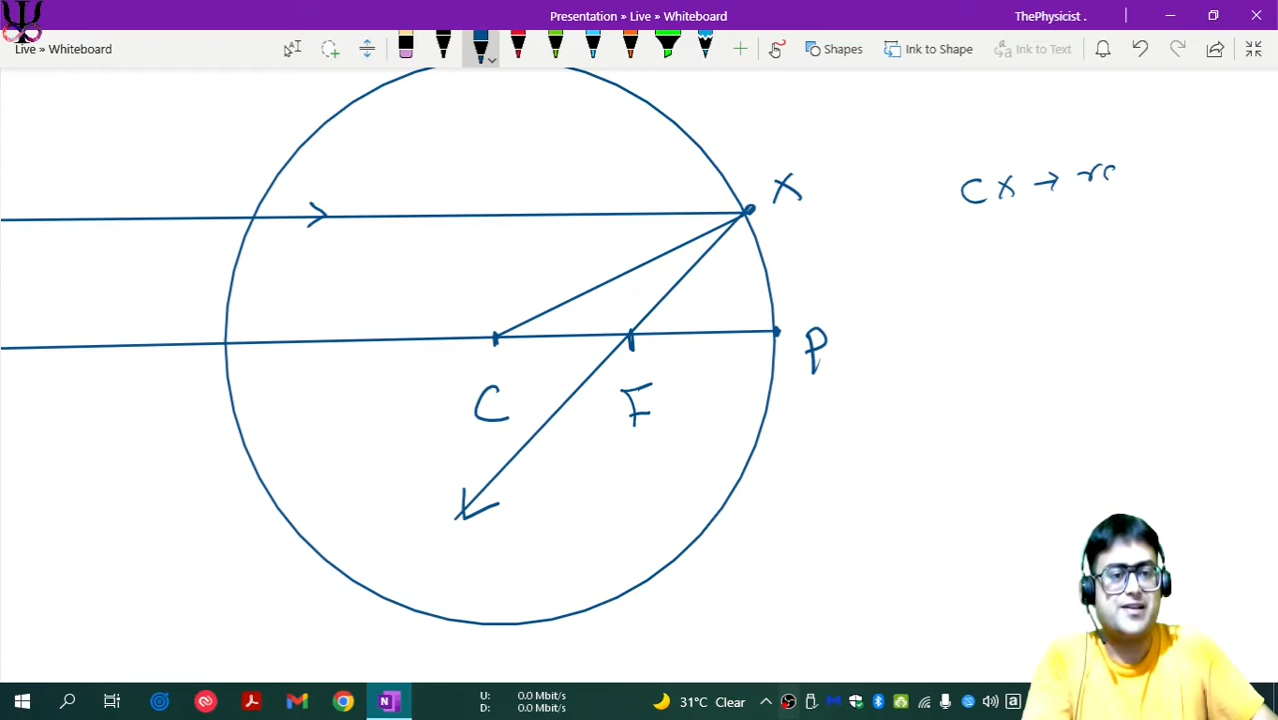 Presentation » Live » Whiteboard
ThePhysicist .
Live » Whiteboard
Shapes
Ink to Shape
Ink to Text
X
CX → ra
P
C
F
U:
D:
0.0 Mbit/s
0.0 Mbit/s
31°C Clear